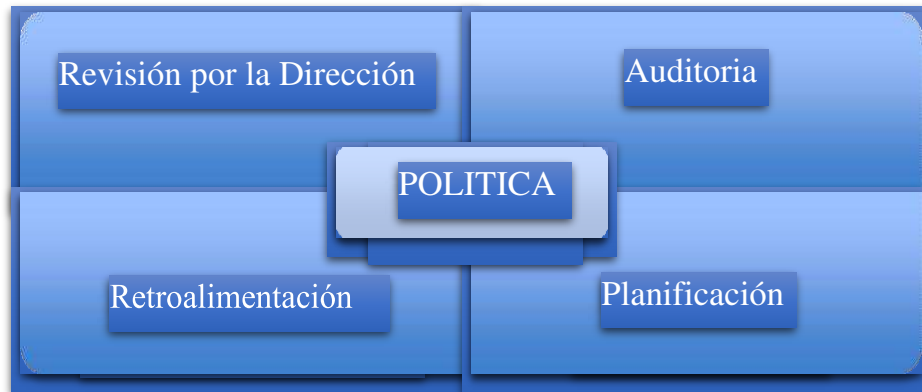 Revisión por la Dirección
Auditoria
POLITICA
Retroalimentación
Planificación